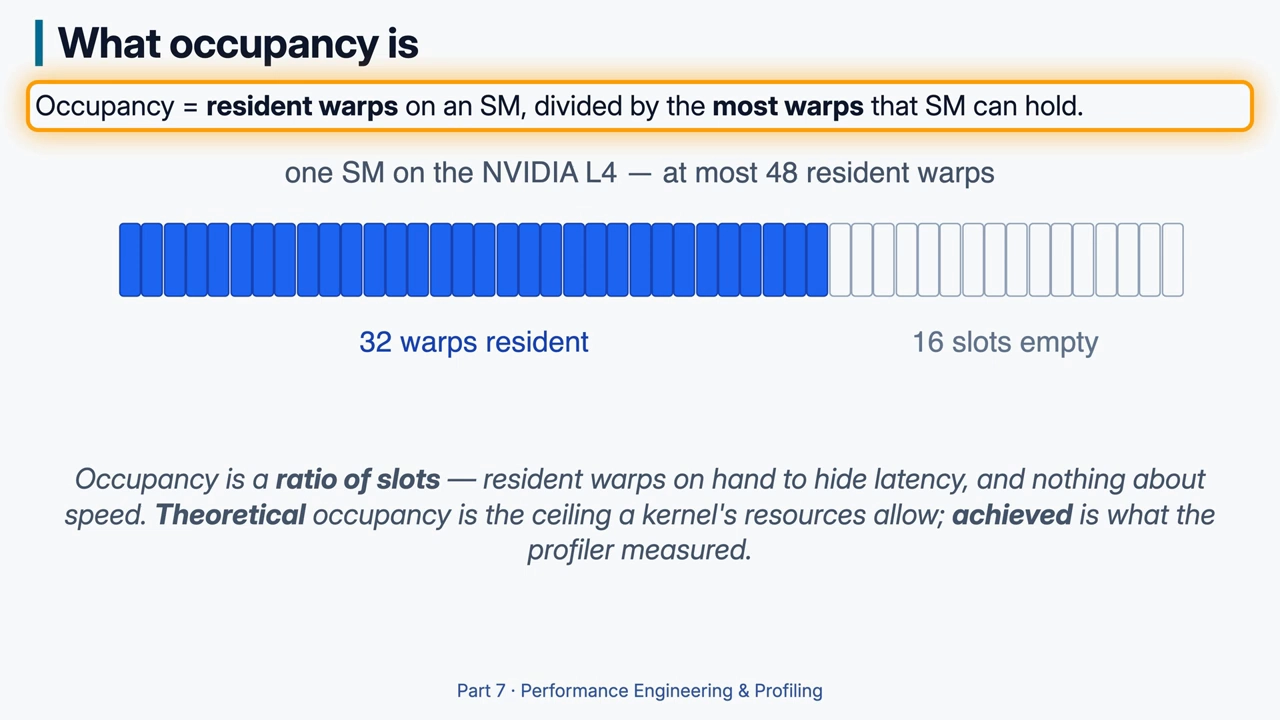 What occupancy is
Occupancy = resident warps on an SM, divided by the most warps that SM can hold.
one SM on the NVIDIA L4 — at most 48 resident warps
32 warps resident
16 slots empty
Occupancy is a ratio of slots — resident warps on hand to hide latency, and nothing about
speed. Theoretical occupancy is the ceiling a kernel's resources allow; achieved is what the
profiler measured.
Part 7 · Performance Engineering & Profiling